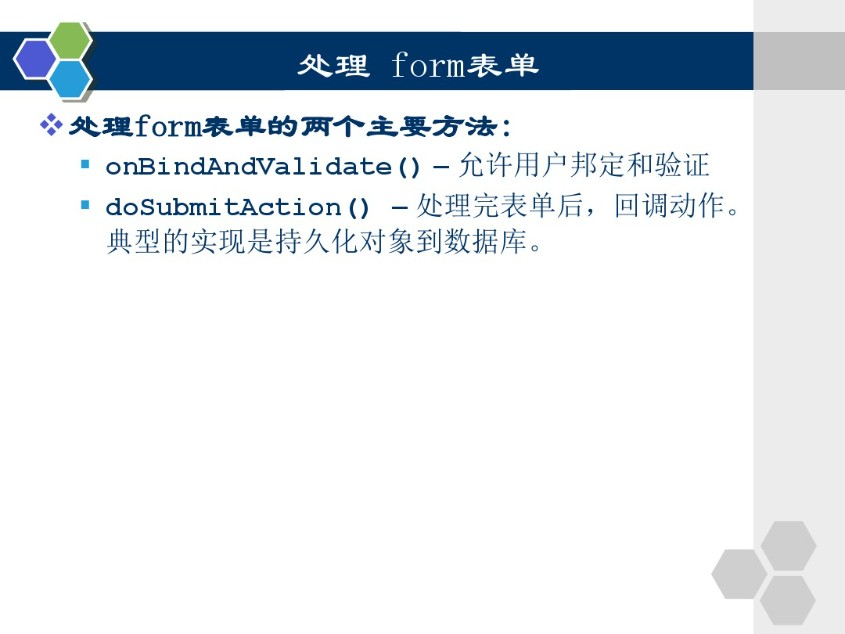 处理 form表单
处理form表单的两个主要方法：
onBindAndValidate() – 允许用户邦定和验证
doSubmitAction() – 处理完表单后，回调动作。
典型的实现是持久化对象到数据库。